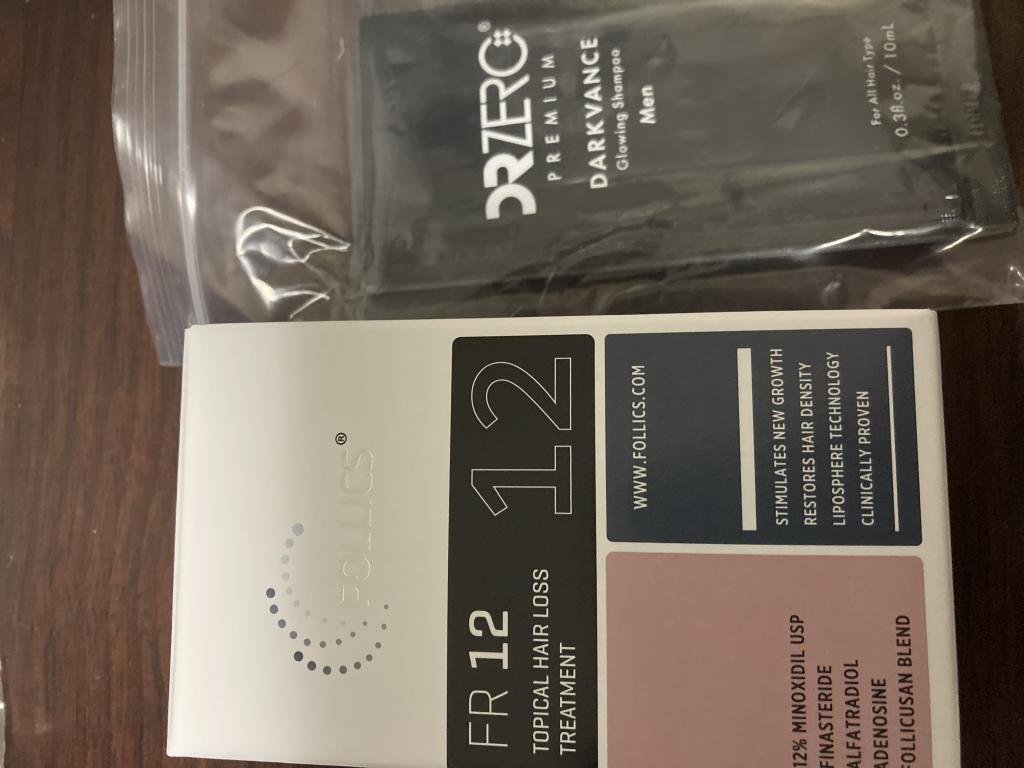 DRZERO®
PREMIUM
DARKVANCE
Glowing Shampoo
Men
For All Hair Type
0.38 oz. / 10mL
FOLLICS®
FR 12
12
TOPICAL HAIR LOSS
TREATMENT
WWW.FOLLICS.COM
STIMULATES NEW GROWTH
RESTORES HAIR DENSITY
LIPOSPHERE TECHNOLOGY
CLINICALLY PROVEN
12% MINOXIDIL USP
FINASTERIDE
ALFATRADIOL
ADENOSINE
FOLLICUSAN BLEND